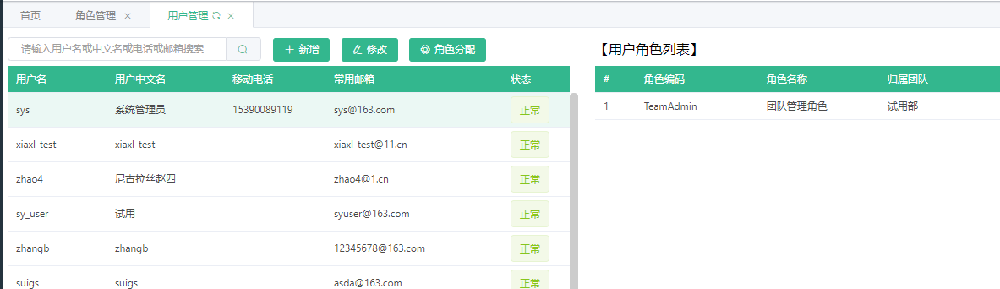 首页 角色管理 × 用户管理 ×
请输入用户名或中文名或电话或邮箱搜索 新增 修改 角色分配
用户名 用户中文名 移动电话 常用邮箱 状态
sys 系统管理员 15390089119 sys@163.com 正常
xiaxl-test xiaxl-test xiaxl-test@11.cn 正常
zhao4 尼古拉丝赵四 zhao4@1.cn 正常
sy_user 试用 syuser@163.com 正常
zhangb zhangb 12345678@163.com 正常
suigs suigs asda@163.com 正常
【用户角色列表】
# 角色编码 角色名称 归属团队
1 TeamAdmin 团队管理角色 试用部